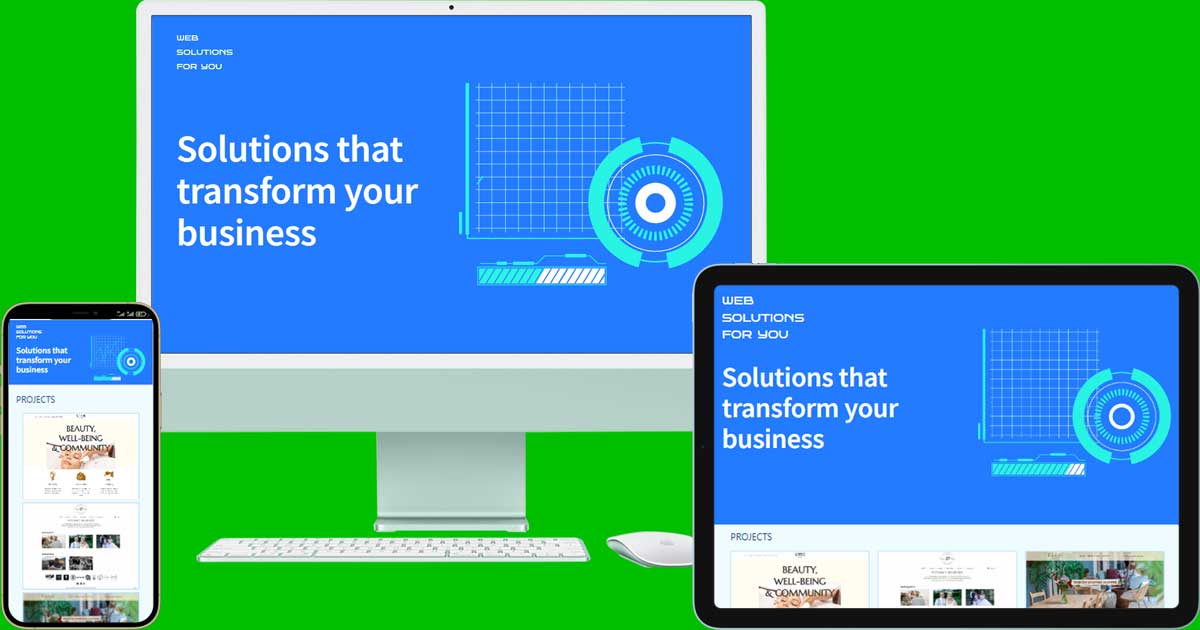 WEB
SOLUTIONS
FOR YOU
Solutions that
transform your
business
WEB
SOLUTIONS
FOR YOU
Solutions that
transform your
business
PROJECTS
BEAUTY,
WELL-BEING
& COMMUNITY
WEB
SOLUTIONS
FOR YOU
Solutions that
transform your
business
PROJECTS
BEAUTY,
WELL-BEING
& COMMUNITY